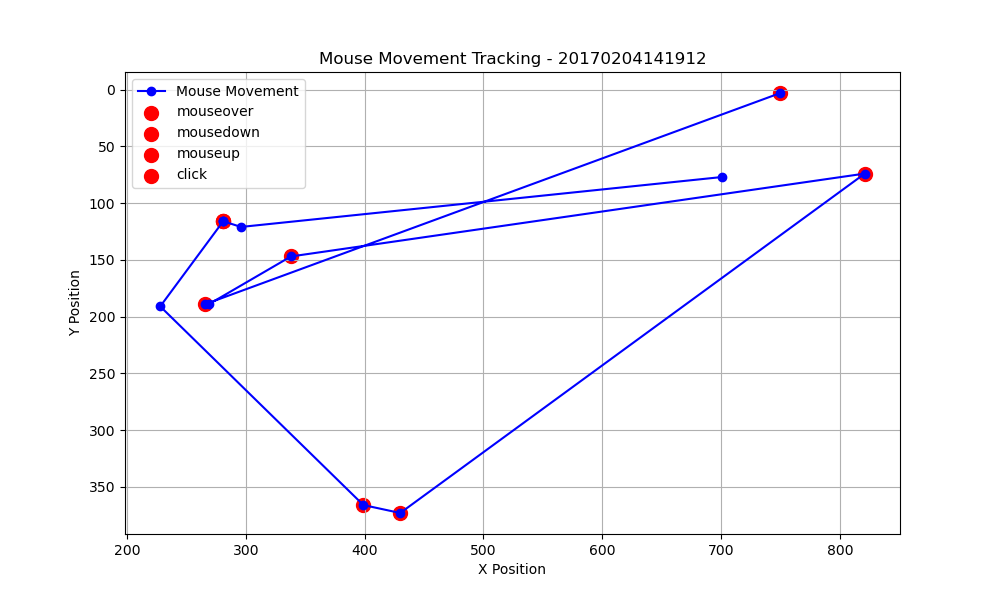 Mouse Movement Tracking - 20170204141912
Mouse Movement
mouseover
mousedown
mouseup
click
0
50
100
150
200
250
300
350
Y Position
200 300 400 500 600 700 800
X Position